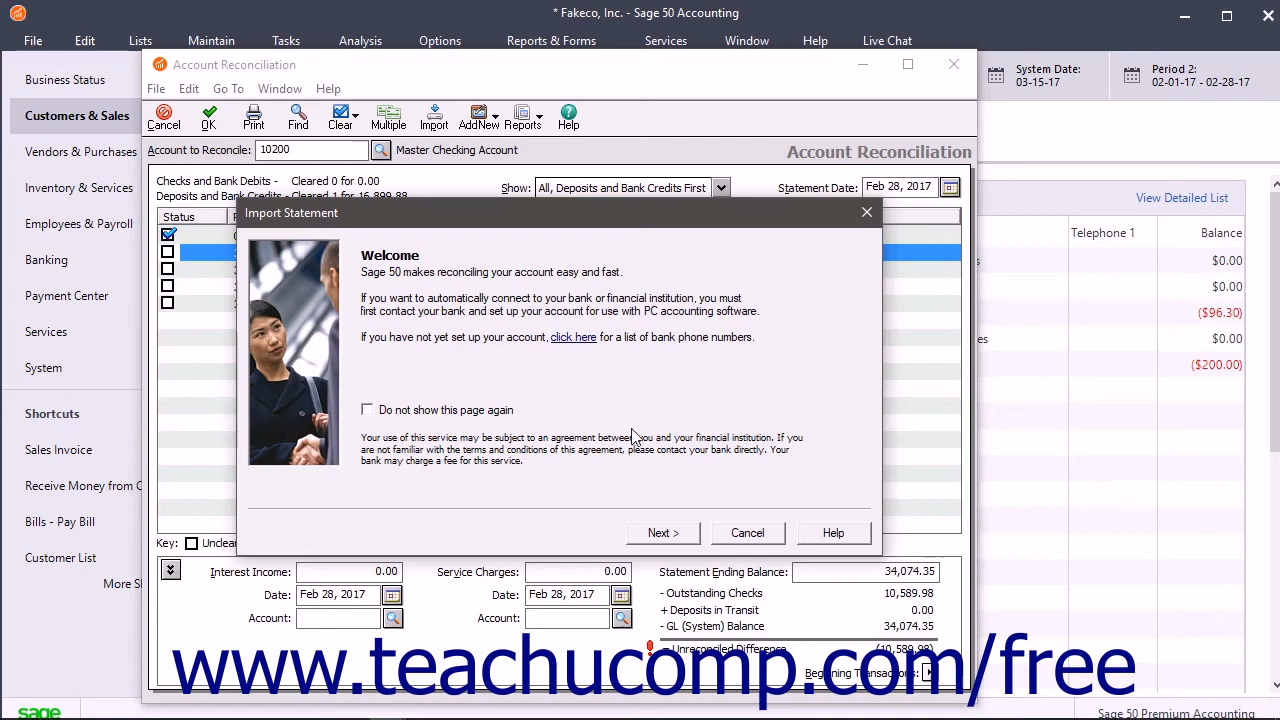 * Fakeco, Inc. - Sage 50 Accounting
File Edit Lists Maintain Tasks Analysis Options Reports & Forms Services Window Help Live Chat
Business Status
Customers & Sales
Vendors & Purchases
Inventory & Services
Employees & Payroll
Banking
Payment Center
Services
System
Shortcuts
Sales Invoice
Receive Money from C
Bills - Pay Bill
Customer List
More S
sage
System Date:
03-15-17
Period 2:
02-01-17 - 02-28-17
View Detailed List
Telephone 1 Balance
$0.00
$0.00
($96.30)
$0.00
($200.00)
Sage 50 Premium Accounting
Account Reconciliation
File Edit Go To Window Help
Cancel OK Print Find Clear Multiple Import AddNew Reports Help
Account to Reconcile: 10200 Master Checking Account
Account Reconciliation
Checks and Bank Debits - Cleared 0 for 0.00
Deposits and Bank Credits - Cleared 1 for 16,899.88
Show: All, Deposits and Bank Credits First
Statement Date: Feb 28, 2017
Status
Import Statement
Welcome
Sage 50 makes reconciling your account easy and fast.
If you want to automatically connect to your bank or financial institution, you must
first contact your bank and set up your account for use with PC accounting software.
If you have not yet set up your account, click here for a list of bank phone numbers.
Do not show this page again
Your use of this service may be subject to an agreement between you and your financial institution. If you
are not familiar with the terms and conditions of this agreement, please contact your bank directly. Your
bank may charge a fee for this service.
Next > Cancel Help
Key: Unclea
Interest Income: 0.00 Service Charges: 0.00 Statement Ending Balance: 34,074.35
Date: Feb 28, 2017 Date: Feb 28, 2017 - Outstanding Checks 10,589.98
+ Deposits in Transit 0.00
Account: Account: - GL (System) Balance 34,074.35
= Unreconciled Difference (10,589.98)
Beginning Transactions:
www.teachucomp.com/free